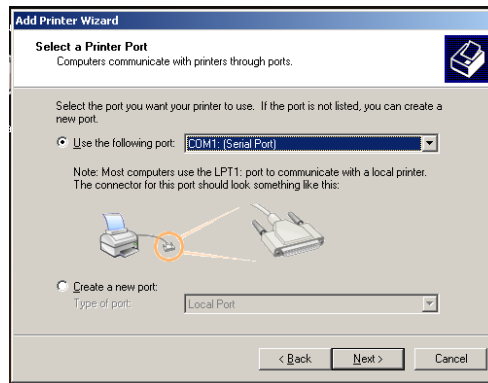 Add Printer Wizard
Select a Printer Port
Computers communicate with printers through ports.
Select the port you want your printer to use. If the port is not listed, you can create a
new port.
Use the following port: COM1: (Serial Port)
Note: Most computers use the LPT1: port to communicate with a local printer.
The connector for this port should look something like this:
Create a new port:
Type of port: Local Port
< Back Next > Cancel